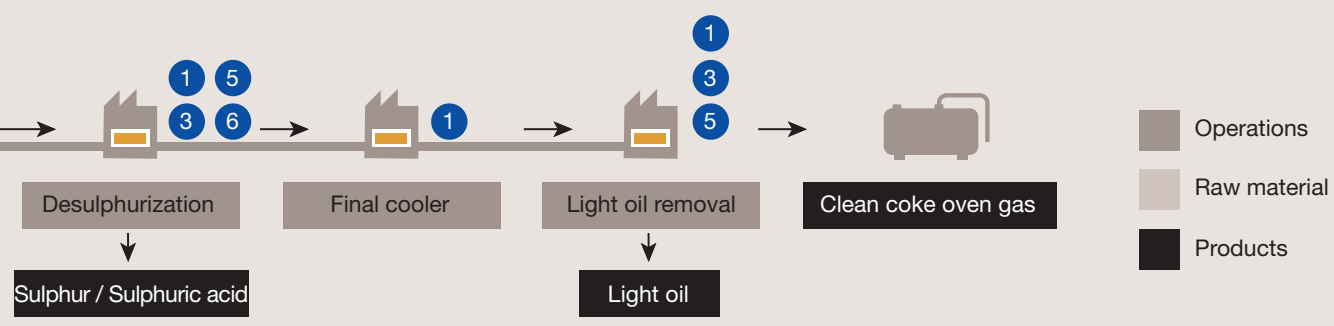 1
1 5
3
3 6
1
5
Operations
Desulphurization
Final cooler
Light oil removal
Clean coke oven gas
Raw material
Products
Sulphur / Sulphuric acid
Light oil